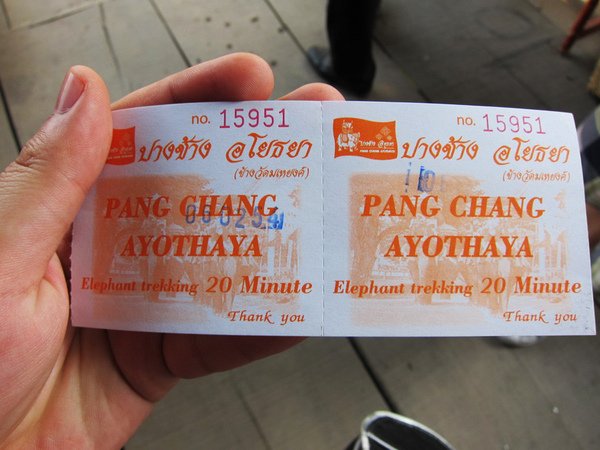 no. 15951
ปางช้าง อโยธยา
(ข้างวัดมเหยงค์)
PANG CHANG
AYOTHAYA
Elephant trekking 20 Minute
Thank you
no. 15951
ปางช้าง อโยธยา
(ข้างวัดมเหยงค์)
PANG CHANG
AYOTHAYA
Elephant trekking 20 Minute
Thank you